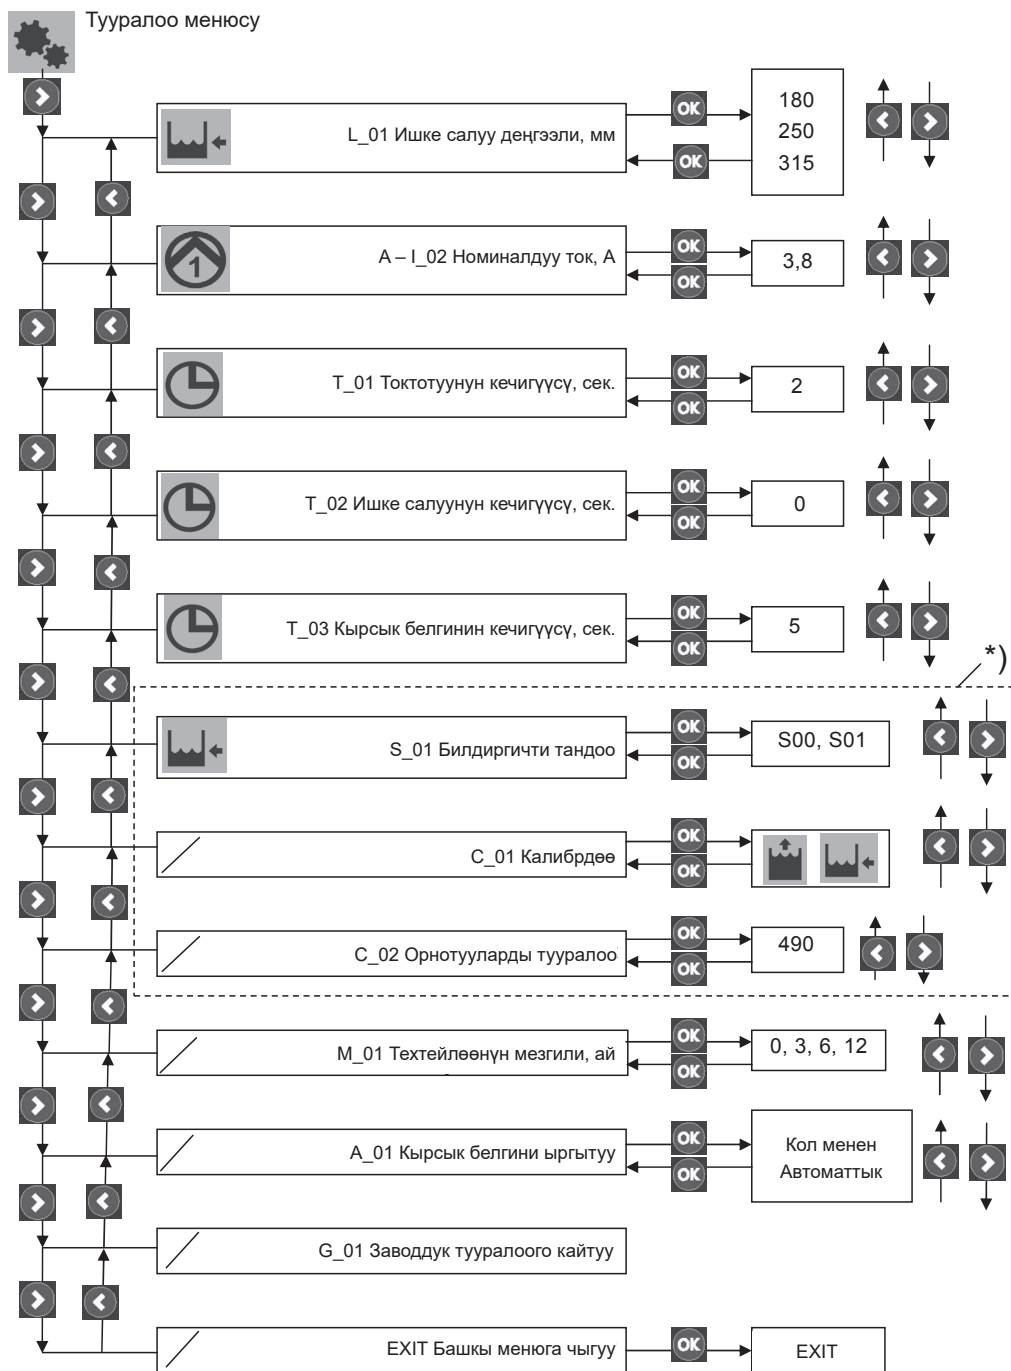 Тууралоо менюсу
L_01 Ишке салуу деңгээли, мм
OK
OK
180
250
315
1
A – I_02 Номиналдуу ток, А
OK
OK
3,8
T_01 Токтотуунун кечигүүсү, сек.
OK
OK
2
T_02 Ишке салуунун кечигүүсү, сек.
OK
OK
0
T_03 Кырсык белгинин кечигүүсү, сек.
OK
OK
5
*)
S_01 Билдиргичти тандоо
OK
OK
S00, S01
C_01 Калибрдөө
OK
OK
C_02 Орнотууларды тууралоо
OK
OK
490
M_01 Техтейлөөнүн мезгили, ай
OK
OK
0, 3, 6, 12
A_01 Кырсык белгини ыргытуу
OK
OK
Кол менен
Автоматтык
G_01 Заводдук тууралоого кайтуу
EXIT Башкы менюга чыгуу
OK
EXIT